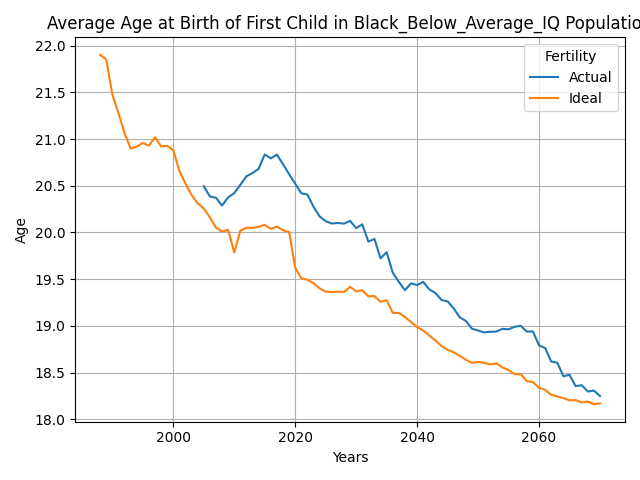 Average Age at Birth of First Child in Black_Below_Average_IQ Populatio
Fertility
Actual
Ideal
22.0
21.5
21.0
20.5
20.0
19.5
19.0
18.5
18.0
Age
2000 2020 2040 2060
Years